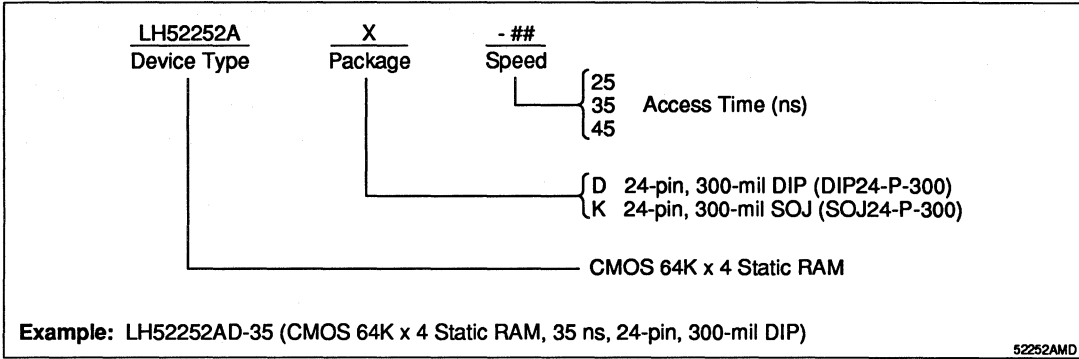 LH52252A X - ##
Device Type Package Speed
25
35 Access Time (ns)
45
D 24-pin, 300-mil DIP (DIP24-P-300)
K 24-pin, 300-mil SOJ (SOJ24-P-300)
CMOS 64K x 4 Static RAM
Example: LH52252AD-35 (CMOS 64K x 4 Static RAM, 35 ns, 24-pin, 300-mil DIP)
52252AMD